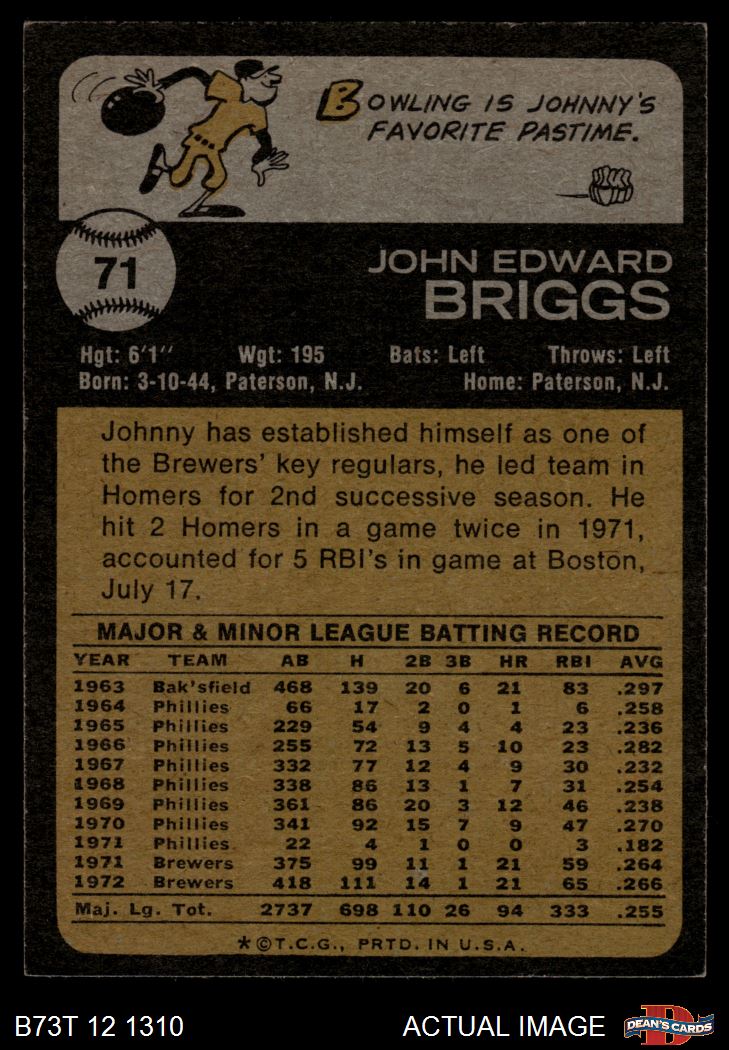 BOWLING IS JOHNNY'S
FAVORITE PASTIME.
71
JOHN EDWARD
BRIGGS
Hgt: 6'1" Wgt: 195 Bats: Left Throws: Left
Born: 3-10-44, Paterson, N.J. Home: Paterson, N.J.
Johnny has established himself as one of
the Brewers' key regulars, he led team in
Homers for 2nd successive season. He
hit 2 Homers in a game twice in 1971,
accounted for 5 RBI's in game at Boston,
July 17.
MAJOR & MINOR LEAGUE BATTING RECORD
YEAR TEAM AB H 2B 3B HR RBI AVG
1963 Bak'sfield 468 139 20 6 21 83 .297
1964 Phillies 66 17 2 0 1 6 .258
1965 Phillies 229 54 9 4 4 23 .236
1966 Phillies 255 72 13 5 10 23 .282
1967 Phillies 332 77 12 4 9 30 .232
1968 Phillies 338 86 13 1 7 31 .254
1969 Phillies 361 86 20 3 12 46 .238
1970 Phillies 341 92 15 7 9 47 .270
1971 Phillies 22 4 1 0 0 3 .182
1971 Brewers 375 99 11 1 21 59 .264
1972 Brewers 418 111 14 1 21 65 .266
Maj. Lg. Tot. 2737 698 110 26 94 333 .255
*©T.C.G., PRTD. IN U.S.A.
B73T 12 1310 ACTUAL IMAGE D DEAN'S CARDS